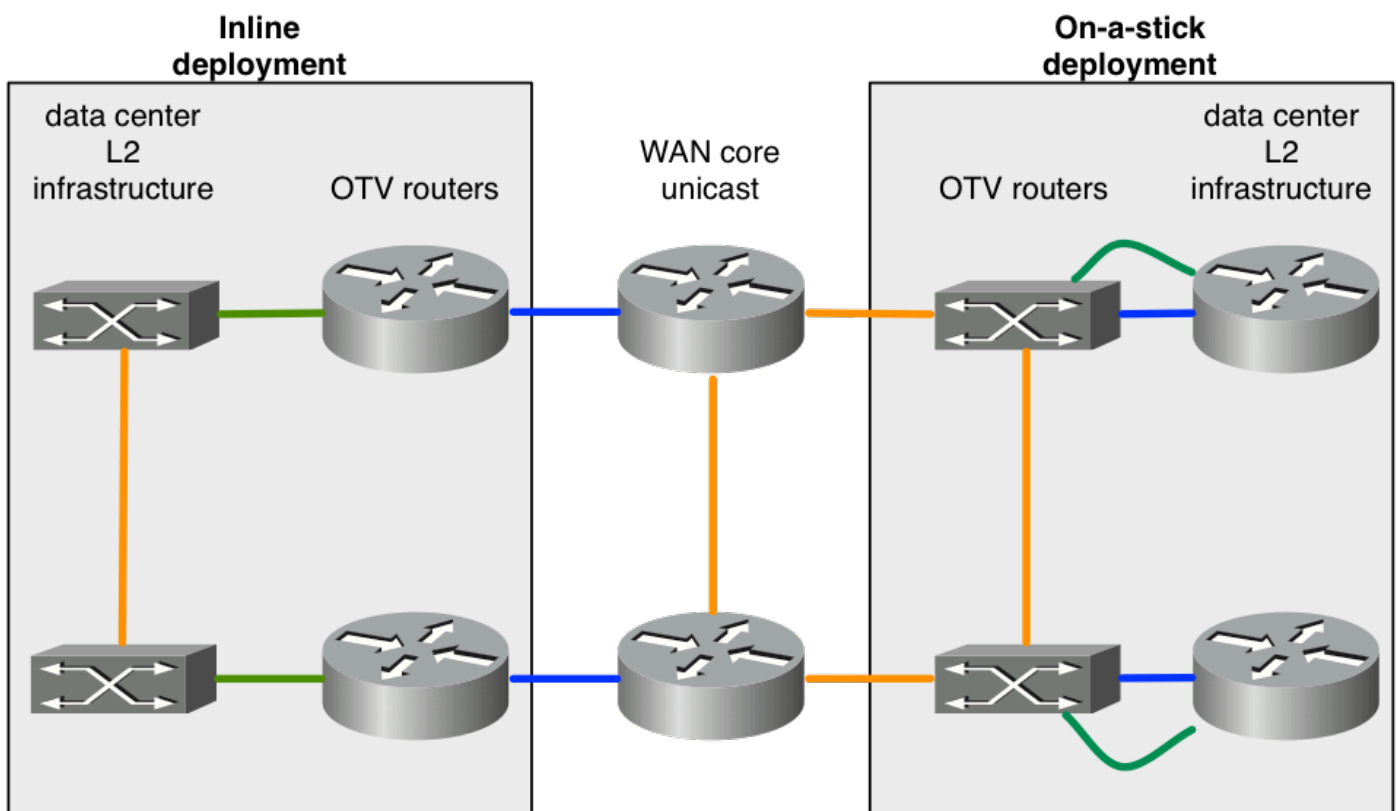 Inline
deployment
On-a-stick
deployment
data center
L2
infrastructure
OTV routers
WAN core
unicast
OTV routers
data center
L2
infrastructure